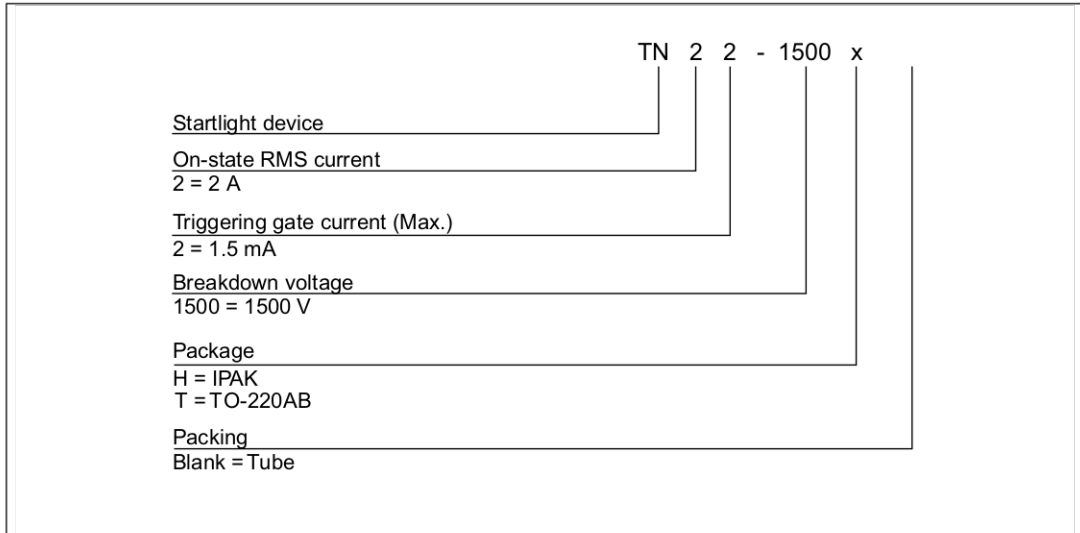 TN 2 2 - 1500 x
Startlight device
On-state RMS current
2 = 2 A
Triggering gate current (Max.)
2 = 1.5 mA
Breakdown voltage
1500 = 1500 V
Package
H = IPAK
T = TO-220AB
Packing
Blank = Tube